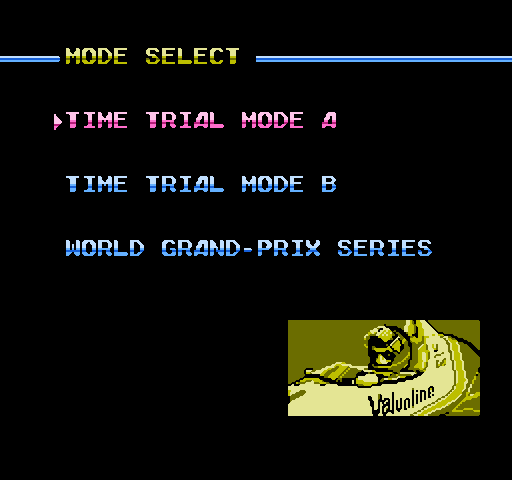 MODE SELECT
TIME TRIAL MODE A
TIME TRIAL MODE B
WORLD GRAND-PRIX SERIES
Valvoline